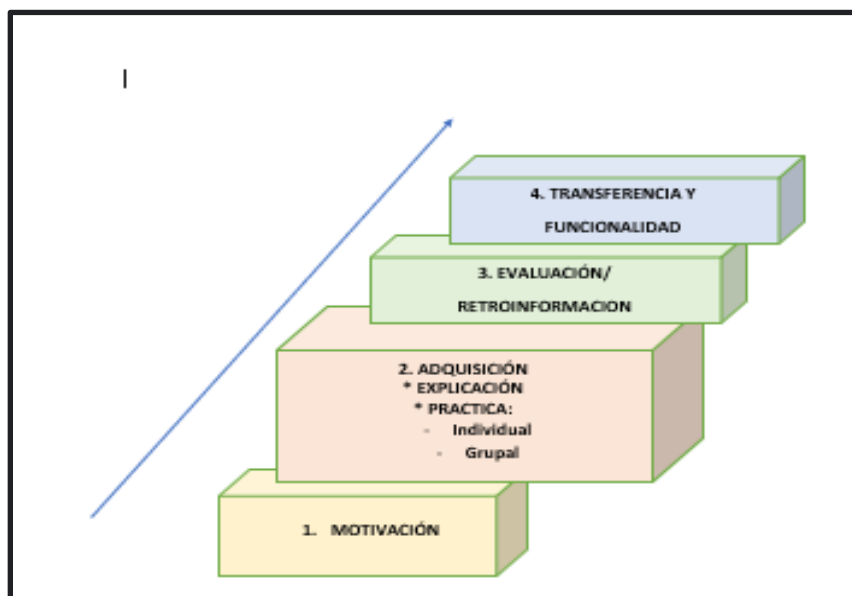 4. TRANSFERENCIA Y
FUNCIONALIDAD
3. EVALUACIÓN/
RETROINFORMACION
2. ADQUISICIÓN
* EXPLICACIÓN
* PRACTICA:
- Individual
- Grupal
1. MOTIVACIÓN